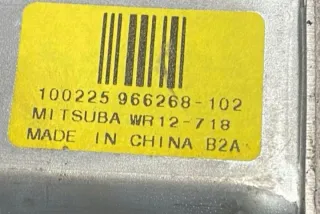 100225 966268-102
MITSUBA WR12-718
MADE IN CHINA B2A